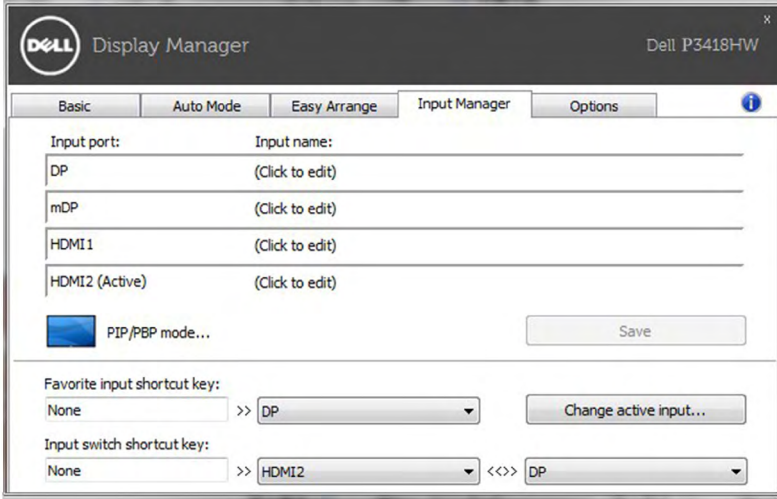 DELL Display Manager Dell P3418HW x
Basic Auto Mode Easy Arrange Input Manager Options i
Input port: Input name:
DP (Click to edit)
mDP (Click to edit)
HDMI1 (Click to edit)
HDMI2 (Active) (Click to edit)
PIP/PBP mode... Save
Favorite input shortcut key:
None >> DP Change active input...
Input switch shortcut key:
None >> HDMI2 <<>> DP